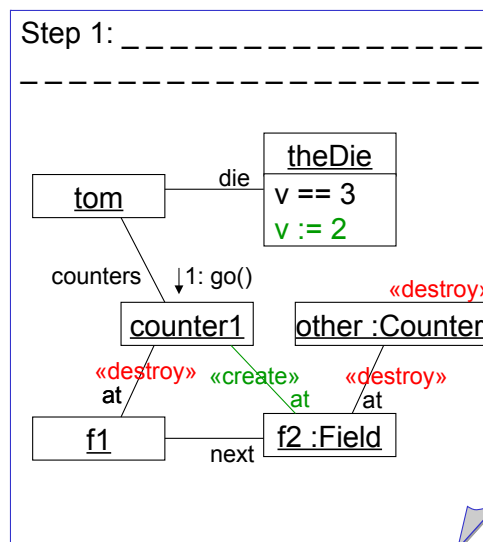 Step 1: _ _ _ _ _ _ _ _ _ _ _ _ _ _ _
_ _ _ _ _ _ _ _ _ _ _ _ _ _ _ _ _ _ _
theDie
die
v == 3
tom
v := 2
counters
1: go()
«destroy»
counter1
other :Counter
«destroy»
«create»
«destroy»
at
at
at
f1
f2 :Field
next